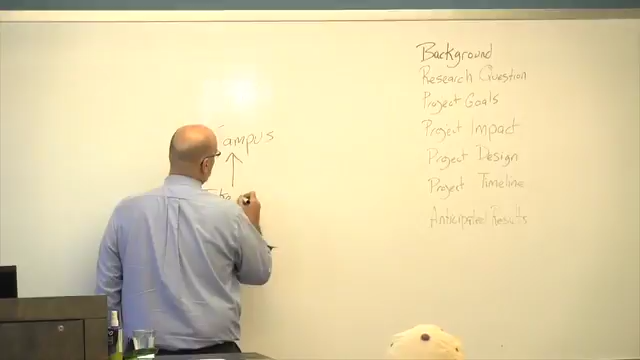 Campus
Background
Research Question
Project Goals
Project Impact
Project Design
Project Timeline
Anticipated Results